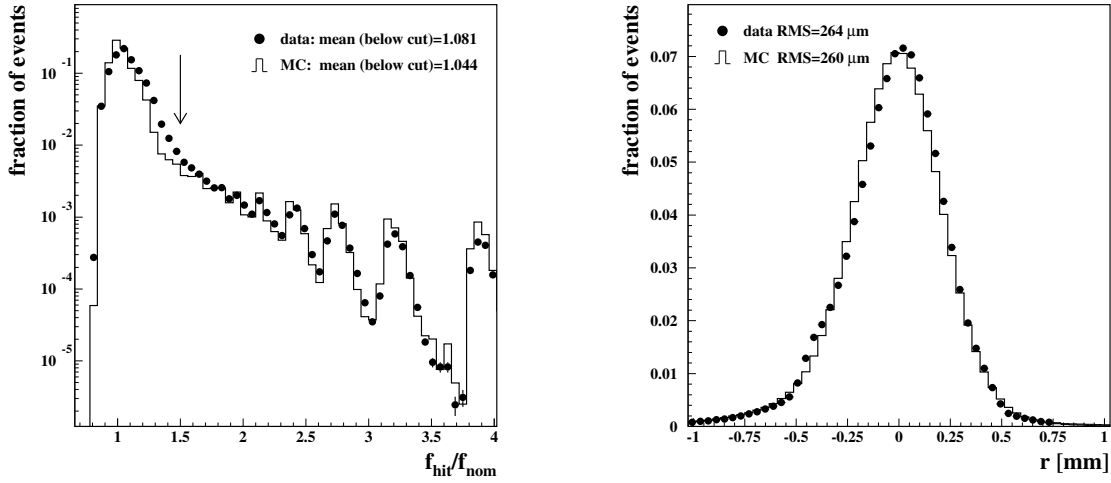 fraction of events
10 -1
10 -2
10 -3
10 -4
10 -5
data: mean (below cut)=1.081
MC: mean (below cut)=1.044
1 1.5 2 2.5 3 3.5 4
f hit/f nom
fraction of events
0.07
0.06
0.05
0.04
0.03
0.02
0.01
0
data RMS=264 μm
MC RMS=260 μm
-1 -0.75 -0.5 -0.25 0 0.25 0.5 0.75 1
r [mm]